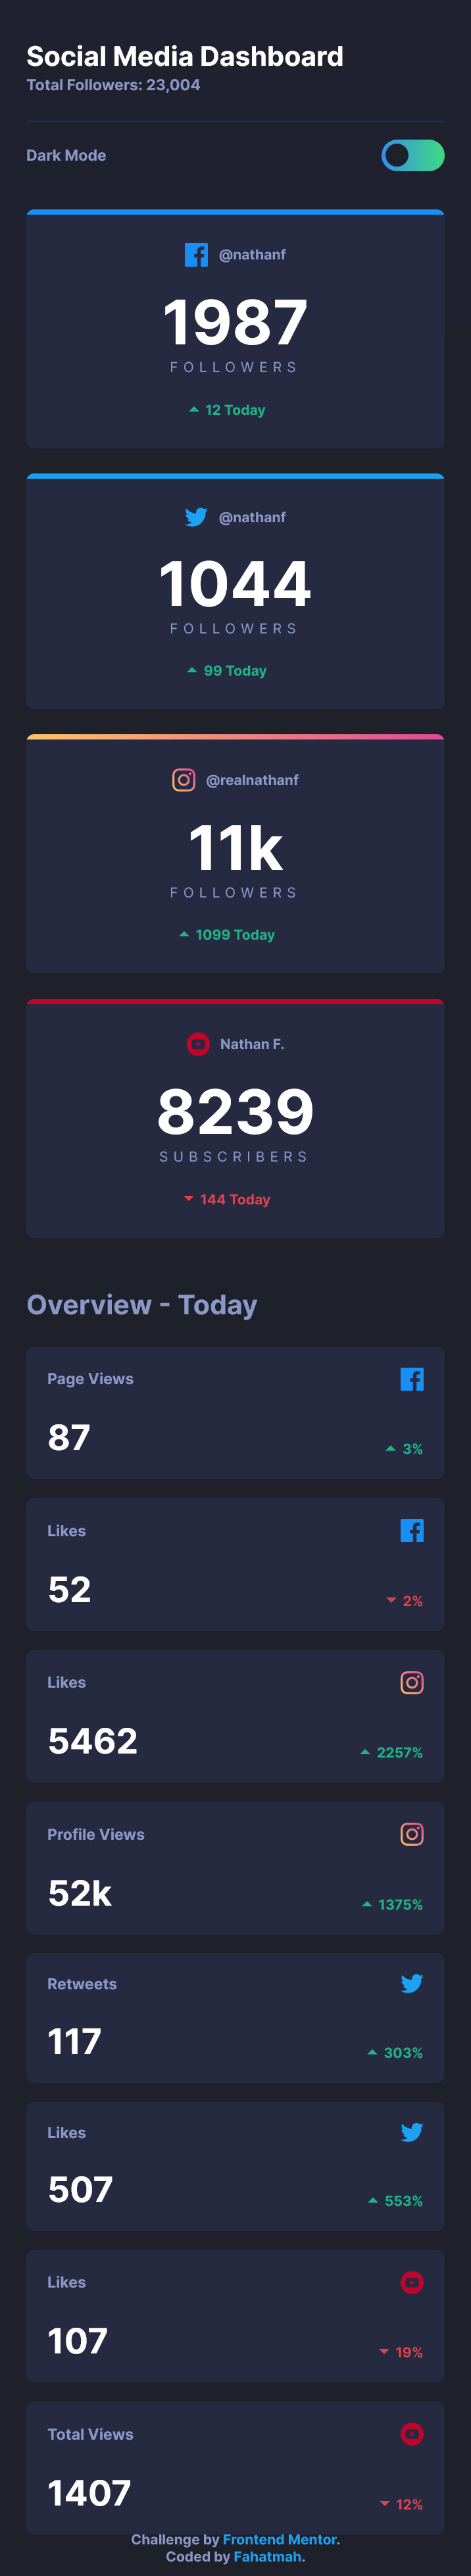 Social Media Dashboard
Total Followers: 23,004
Dark Mode
@nathanf
1987
FOLLOWERS
12 Today
@nathanf
1044
FOLLOWERS
99 Today
@realnathanf
11k
FOLLOWERS
1099 Today
Nathan F.
8239
SUBSCRIBERS
144 Today
Overview - Today
Page Views
87
3%
Likes
52
2%
Likes
5462
2257%
Profile Views
52k
1375%
Retweets
117
303%
Likes
507
553%
Likes
107
19%
Total Views
1407
12%
Challenge by Frontend Mentor.
Coded by Fahatmah.